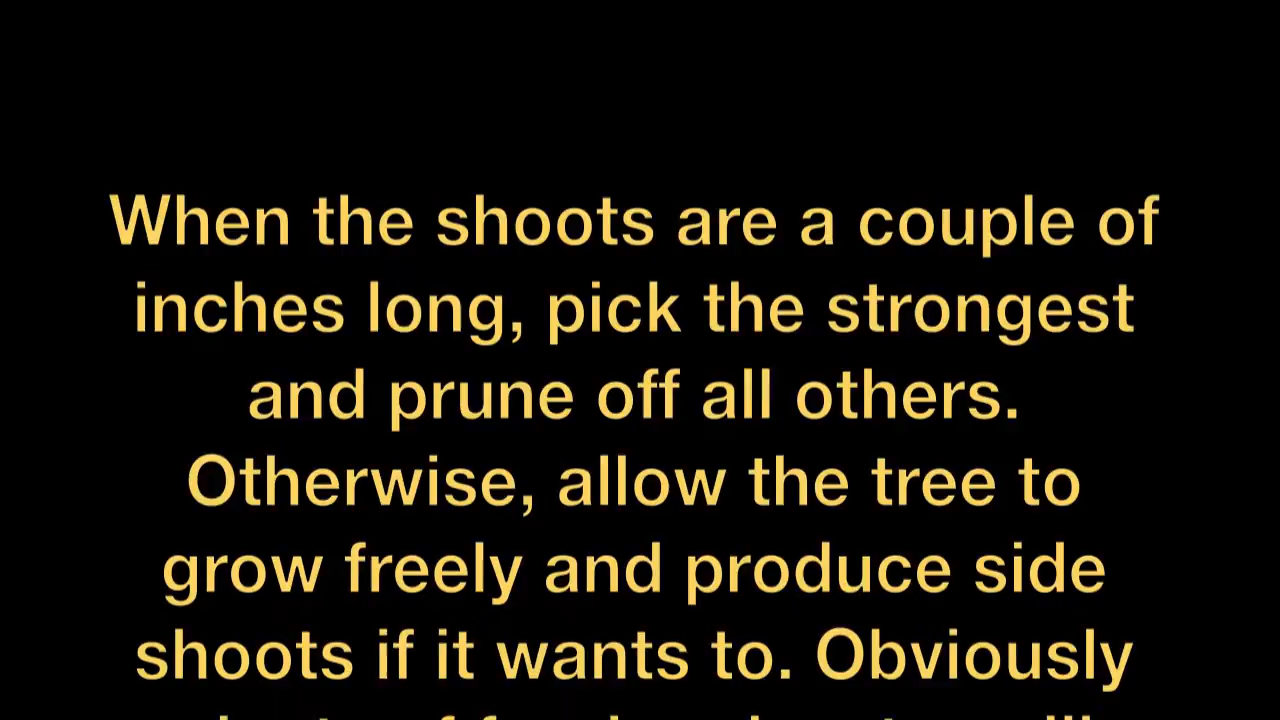 When the shoots are a couple of
inches long, pick the strongest
and prune off all others.
Otherwise, allow the tree to
grow freely and produce side
shoots if it wants to. Obviously